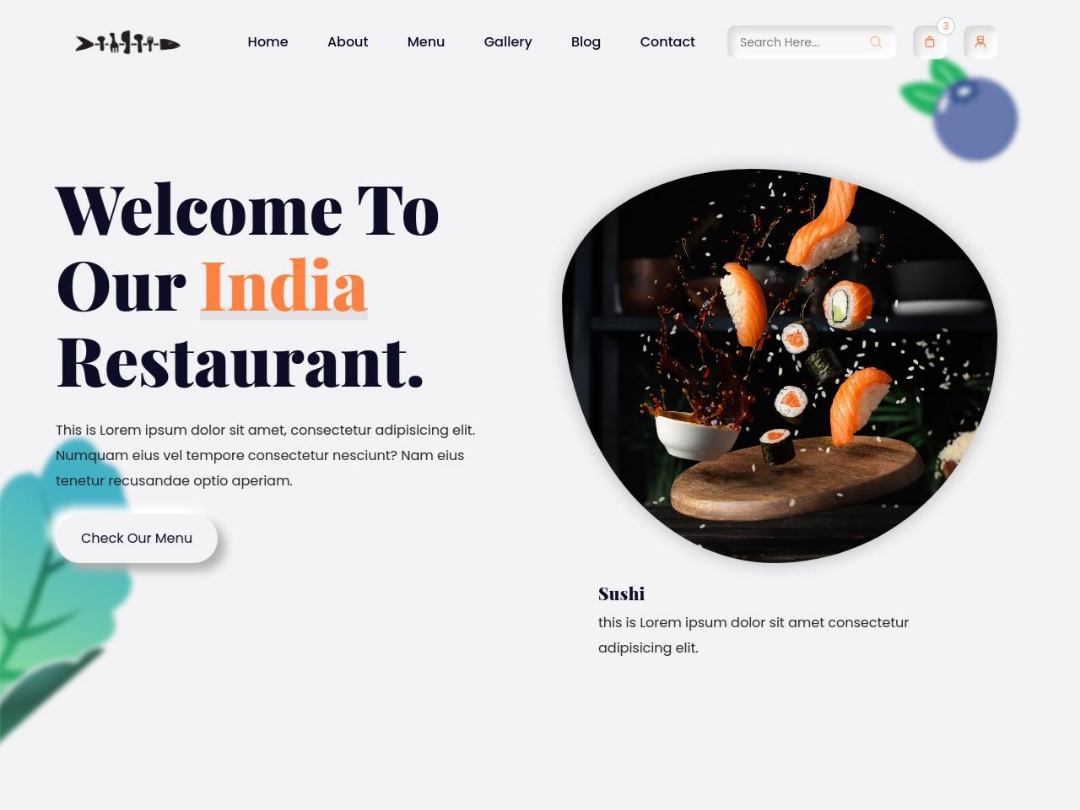 Home
About
Menu
Gallery
Blog
Contact
Search Here...
3
Welcome To
Our India
Restaurant.
This is Lorem ipsum dolor sit amet, consectetur adipisicing elit.
Numquam eius vel tempore consectetur nesciunt? Nam eius
tenetur recusandae optio aperiam.
Check Our Menu
Sushi
this is Lorem ipsum dolor sit amet consectetur
adipisicing elit.